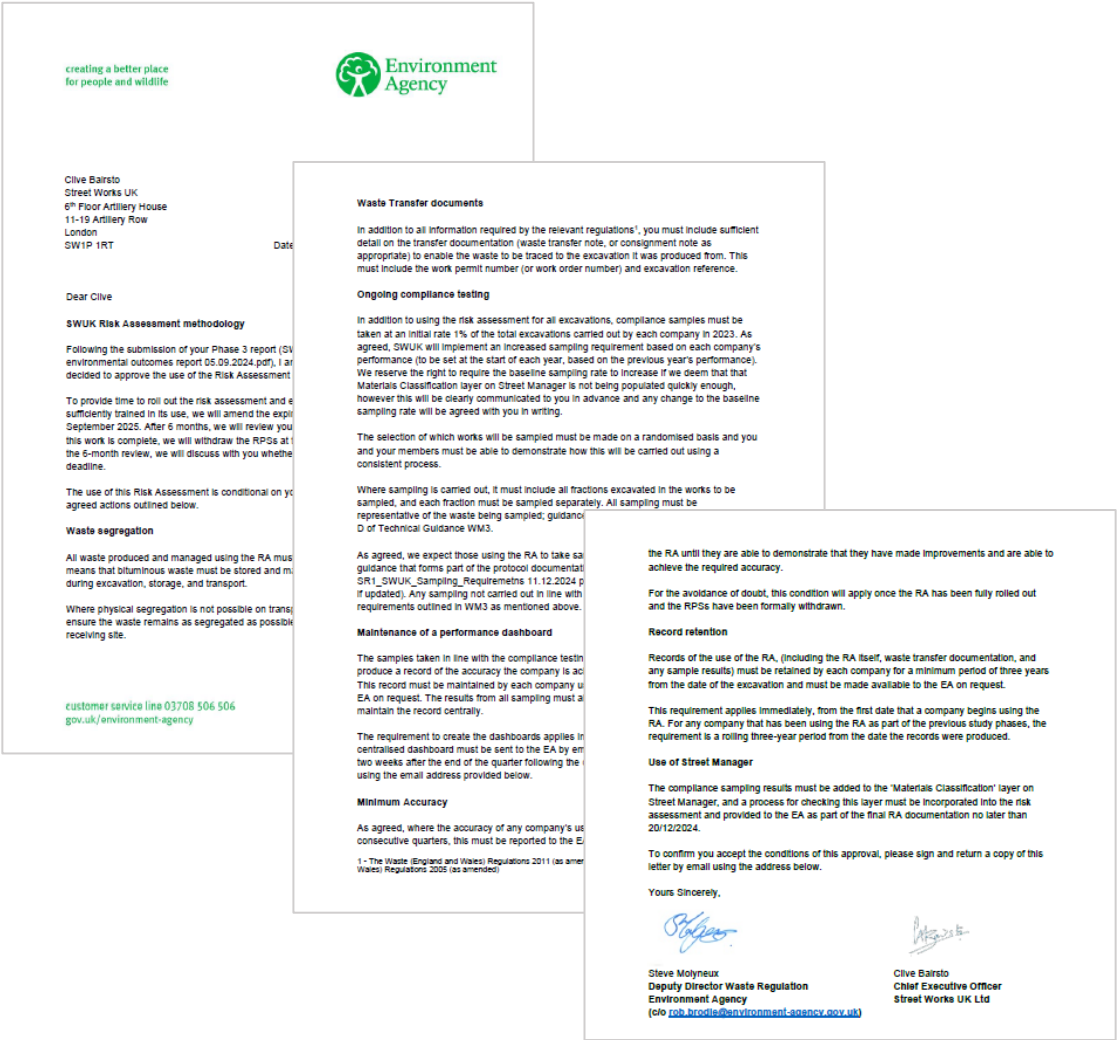 creating a better place
for people and wildlife
Environment
Agency
Clive Bairsto
Street Works UK
6th Floor Artillery House
11-19 Artillery Row
London
SW1P 1RT
Date
Dear Clive
SWUK Risk Assessment methodology
Following the submission of your Phase 3 report (SW
environmental outcomes report 05.09.2024.pdf), I ar
decided to approve the use of the Risk Assessment
To provide time to roll out the risk assessment and e
sufficiently trained in its use, we will amend the expir
September 2025. After 6 months, we will review you
this work is complete, we will withdraw the RPSs at
the 6-month review, we will discuss with you whethe
deadline.
The use of this Risk Assessment is conditional on yo
agreed actions outlined below.
Waste segregation
All waste produced and managed using the RA mus
means that bituminous waste must be stored and m
during excavation, storage, and transport.
Where physical segregation is not possible on transp
ensure the waste remains as segregated as possible
receiving site.
customer service line 03708 506 506
gov.uk/environment-agency
Waste Transfer documents
In addition to all information required by the relevant regulations1, you must include sufficient
detail on the transfer documentation (waste transfer note, or consignment note as
appropriate) to enable the waste to be traced to the excavation it was produced from. This
must include the work permit number (or work order number) and excavation reference.
Ongoing compliance testing
In addition to using the risk assessment for all excavations, compliance samples must be
taken at an initial rate 1% of the total excavations carried out by each company in 2023. As
agreed, SWUK will implement an increased sampling requirement based on each company's
performance (to be set at the start of each year, based on the previous year's performance).
We reserve the right to require the baseline sampling rate to increase if we deem that that
Materials Classification layer on Street Manager is not being populated quickly enough,
however this will be clearly communicated to you in advance and any change to the baseline
sampling rate will be agreed with you in writing.
The selection of which works will be sampled must be made on a randomised basis and you
and your members must be able to demonstrate how this will be carried out using a
consistent process.
Where sampling is carried out, it must include all fractions excavated in the works to be
sampled, and each fraction must be sampled separately. All sampling must be
representative of the waste being sampled; guidance
D of Technical Guidance WM3.
As agreed, we expect those using the RA to take sa
guidance that forms part of the protocol documentat
SR1_SWUK_Sampling_Requiremetns 11.12.2024 p
if updated). Any sampling not carried out in line with
requirements outlined in WM3 as mentioned above.
Maintenance of a performance dashboard
The samples taken in line with the compliance testin
produce a record of the accuracy the company is ac
This record must be maintained by each company u
EA on request. The results from all sampling must a
maintain the record centrally.
The requirement to create the dashboards applies in
centralised dashboard must be sent to the EA by em
two weeks after the end of the quarter following the
using the email address provided below.
Minimum Accuracy
As agreed, where the accuracy of any company's us
consecutive quarters, this must be reported to the E
1 - The Waste (England and Wales) Regulations 2011 (as amer
Wales) Regulations 2005 (as amended)
the RA until they are able to demonstrate that they have made improvements and are able to
achieve the required accuracy.
For the avoidance of doubt, this condition will apply once the RA has been fully rolled out
and the RPSs have been formally withdrawn.
Record retention
Records of the use of the RA, (including the RA itself, waste transfer documentation, and
any sample results) must be retained by each company for a minimum period of three years
from the date of the excavation and must be made available to the EA on request.
This requirement applies immediately, from the first date that a company begins using the
RA. For any company that has been using the RA as part of the previous study phases, the
requirement is a rolling three-year period from the date the records were produced.
Use of Street Manager
The compliance sampling results must be added to the 'Materials Classification' layer on
Street Manager, and a process for checking this layer must be incorporated into the risk
assessment and provided to the EA as part of the final RA documentation no later than
20/12/2024.
To confirm you accept the conditions of this approval, please sign and return a copy of this
letter by email using the address below.
Yours Sincerely,
Steve Molyneux
Deputy Director Waste Regulation
Environment Agency
(c/o rob.brodie@environment-agency.gov.uk)
Clive Bairsto
Chief Executive Officer
Street Works UK Ltd